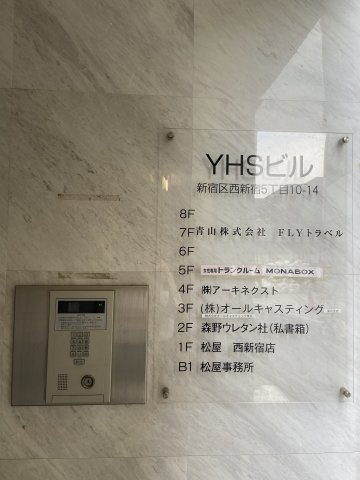 YHSビル
新宿区西新宿5丁目10-14
8F
7F 青山株式会社 FLYトラベル
6F
5F 女性専用 トランクルーム MONABOX
4F ㈱アーキネクスト
3F (株)オールキャスティング
2F 森野ウレタン社(私書箱)
1F 松屋 西新宿店
B1 松屋事務所